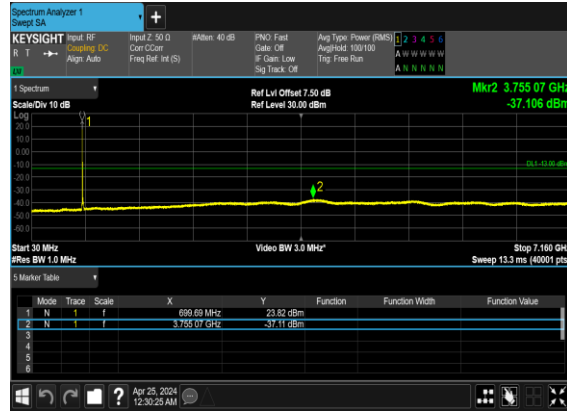 Spectrum Analyzer 1
Swept SA
+
KEYSIGHT Input: RF Input Z: 50 Ω #Atten: 40 dB PNO: Fast Avg Type: Power (RMS) 1 2 3 4 5 6
R T Coupling: DC Corr CCorr Gate: Off Avg|Hold: 100/100 A W W W W W
Align: Auto Freq Ref: Int (S) IF Gain: Low Trig: Free Run
Sig Track: Off A N N N N N
1 Spectrum Ref Lvl Offset 7.50 dB Mkr2 3.755 07 GHz
Scale/Div 10 dB Ref Level 30.00 dBm -37.106 dBm
Log
1
20.0
10.0
0.00
-10.0
DL1 -13.00 dBm
-20.0
-30.0
2
-40.0
-50.0
-60.0
Start 30 MHz Video BW 3.0 MHz* Stop 7.160 GHz
#Res BW 1.0 MHz Sweep 13.3 ms (40001 pts)
5 Marker Table
Mode Trace Scale X Y Function Function Width Function Value
1 N 1 f 699.69 MHz 23.82 dBm
2 N 1 f 3.755 07 GHz -37.11 dBm
3
4
5
6
? Apr 25, 2024
12:30:25 AM